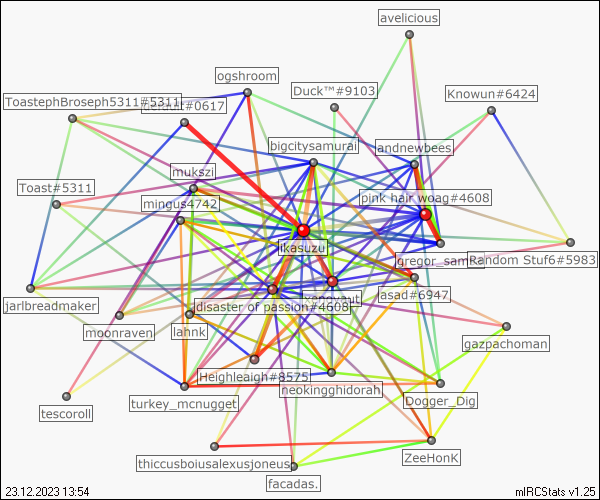 avelicious
ogshroom
Duck™#9103
Knowun#6424
ToastephBroseph5311#5311
#0617
bigcitysamurai
andnewbees
mukszi
Toast#5311
mingus4742
pink hair woag#4608
ikasuzu
gregor_sam
Random Stuf6#5983
asad#6947
jarlbreadmaker
disaster of passion#4608
moonraven
lahnk
gazpachoman
Heighleaigh#8575
neokingghidorah
turkey_mcnugget
Dogger_Dig
tescoroll
ZeeHonK
thiccusboiusalexusjoneus
facadas.
23.12.2023 13:54
mIRCStats v1.25